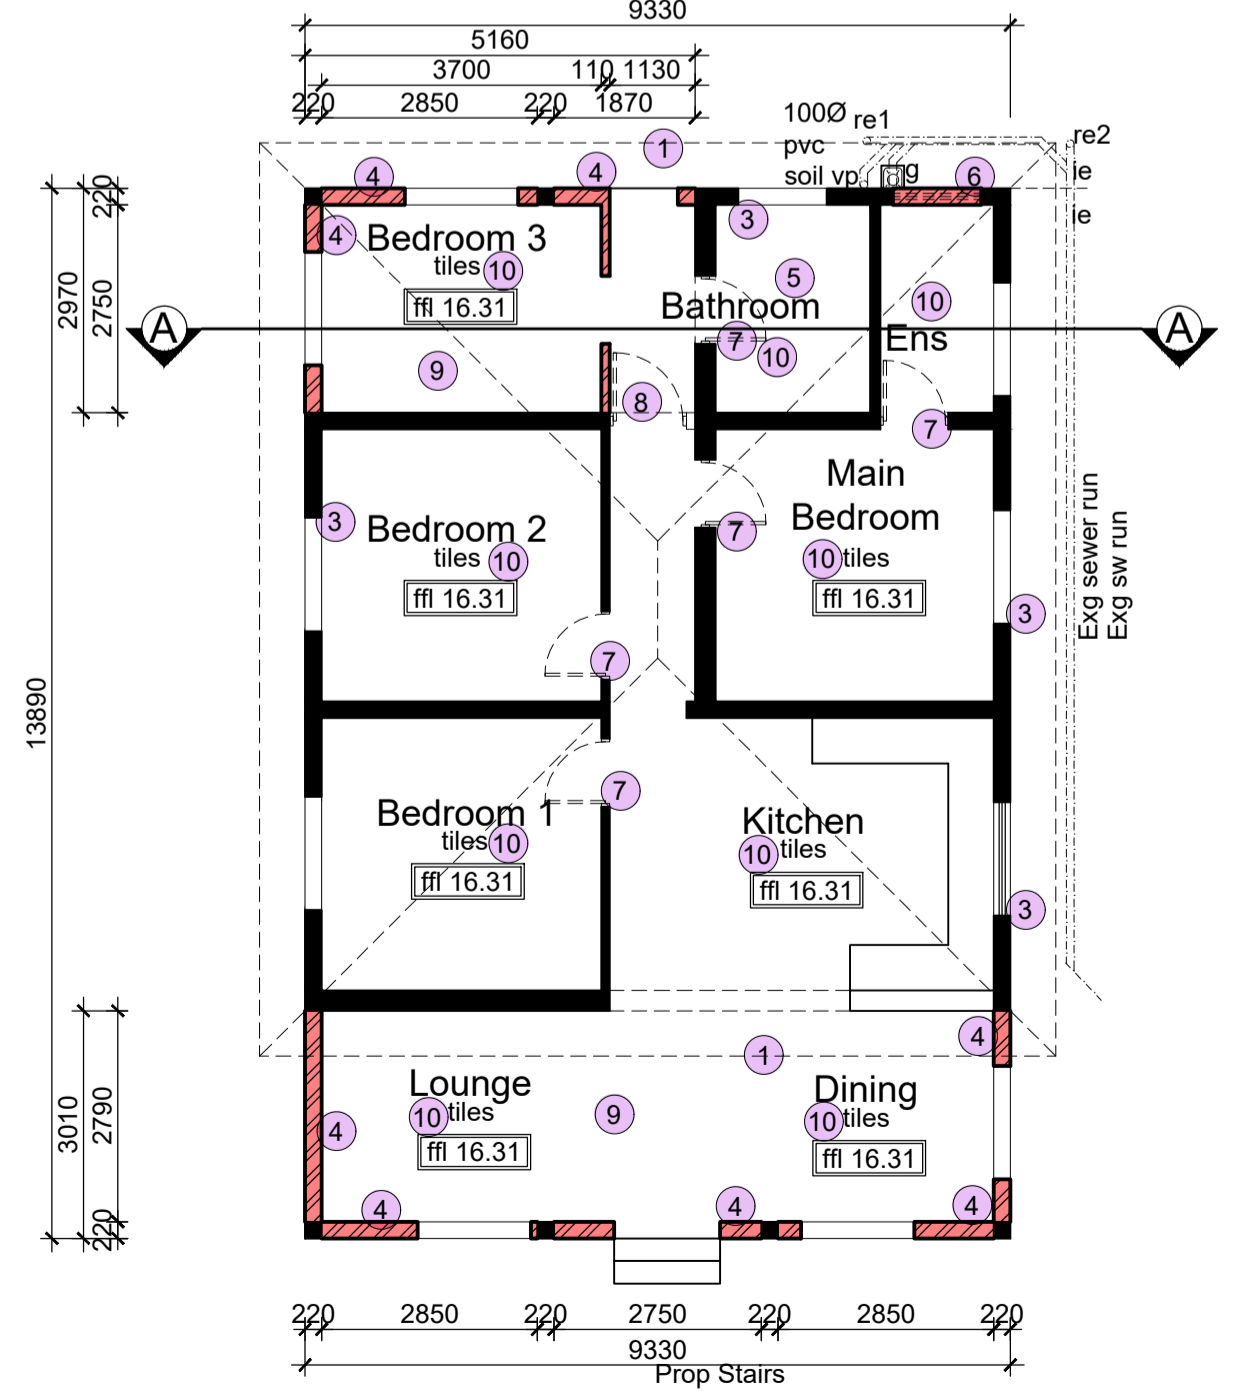 9330
5160
3700 110 1130
220 2850 220 1870
100Ø re1
pvc
soil vp
g
re2
ie
ie
1
4
4
6
220
2970
2750
4
Bedroom 3
tiles 10
ffl 16.31
3
5
Bathroom
7
10
10
Ens
A
A
9
8
7
Main
Bedroom
10 tiles
ffl 16.31
3
Bedroom 2
tiles 10
ffl 16.31
7
7
3
Exg sewer run
Exg sw run
13890
7
Bedroom 1
tiles 10
ffl 16.31
Kitchen
10 tiles
ffl 16.31
3
4
1
3010
2790
220
4
Lounge
10 tiles
ffl 16.31
9
Dining
10 tiles
ffl 16.31
4
4
4
220 2850 220 2750 220 2850 220
9330
Prop Stairs